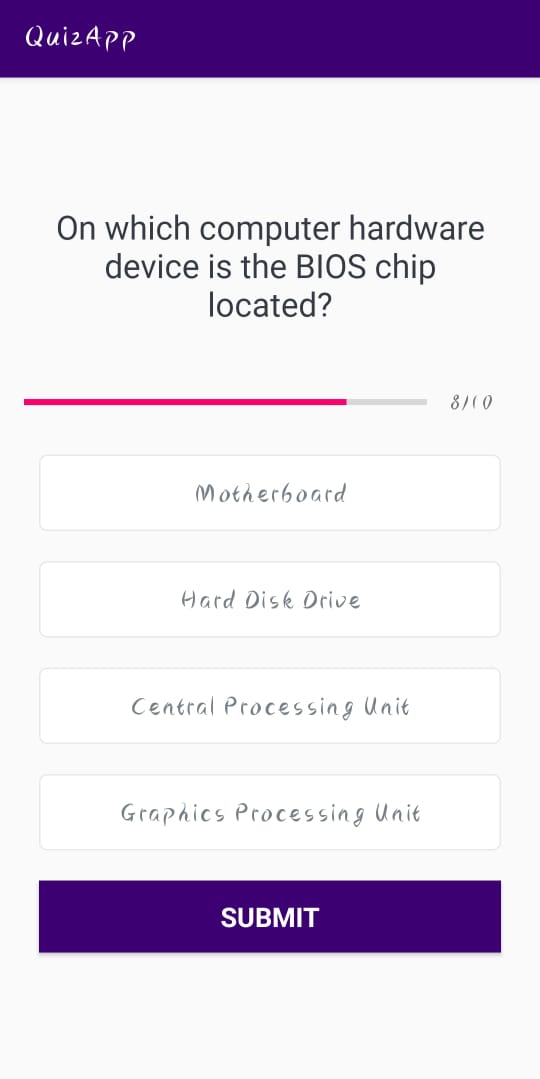 QuizApp
On which computer hardware
device is the BIOS chip
located?
8/10
Motherboard
Hard Disk Drive
Central Processing Unit
Graphics Processing Unit
SUBMIT